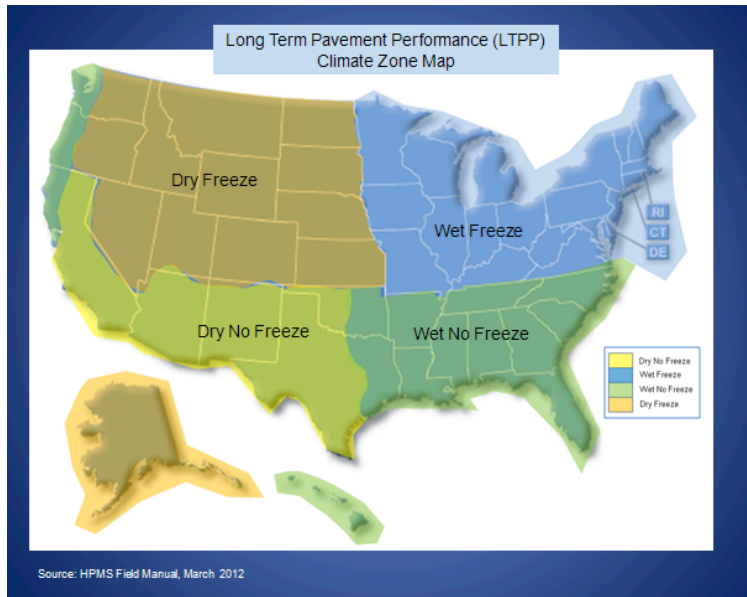 Long Term Pavement Performance (LTPP)
Climate Zone Map
Dry Freeze
Wet Freeze
RI
CT
DE
Dry No Freeze
Wet No Freeze
Dry No Freeze
Wet Freeze
Wet No Freeze
Dry Freeze
Source: HPMS Field Manual, March 2012